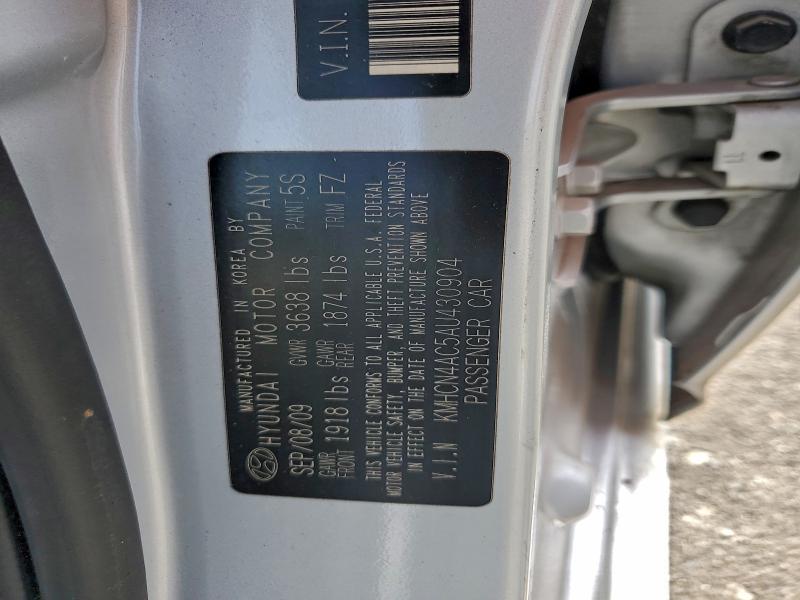 V.I.N.
MANUFACTURED IN KOREA BY
HYUNDAI MOTOR COMPANY
SEP/08/09 GVWR 3638 lbs PAINT 5S
GAWR FRONT 1918 lbs GAWR REAR 1874 lbs TRIM FZ
THIS VEHICLE CONFORMS TO ALL APPLICABLE U.S.A. FEDERAL
MOTOR VEHICLE SAFETY, BUMPER, AND THEFT PREVENTION STANDARDS
IN EFFECT ON THE DATE OF MANUFACTURE SHOWN ABOVE
V.I.N KMHCN4AC5AU430904
PASSENGER CAR